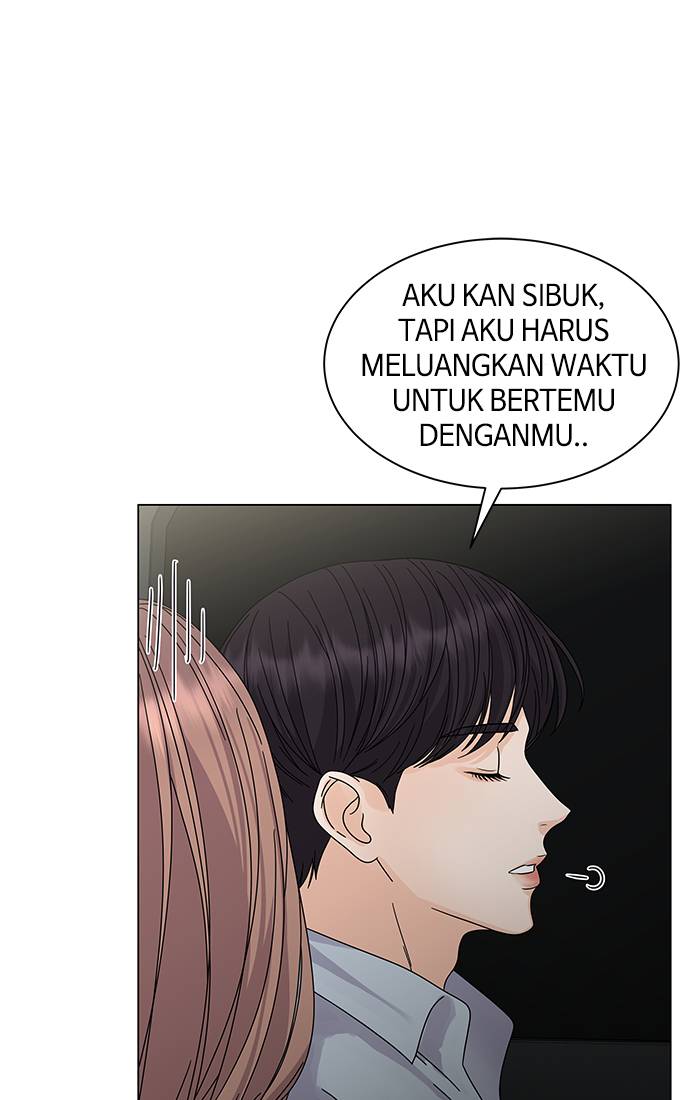 AKU KAN SIBUK,
TAPI AKU HARUS
MELUANGKAN WAKTU
UNTUK BERTEMU
DENGANMU..